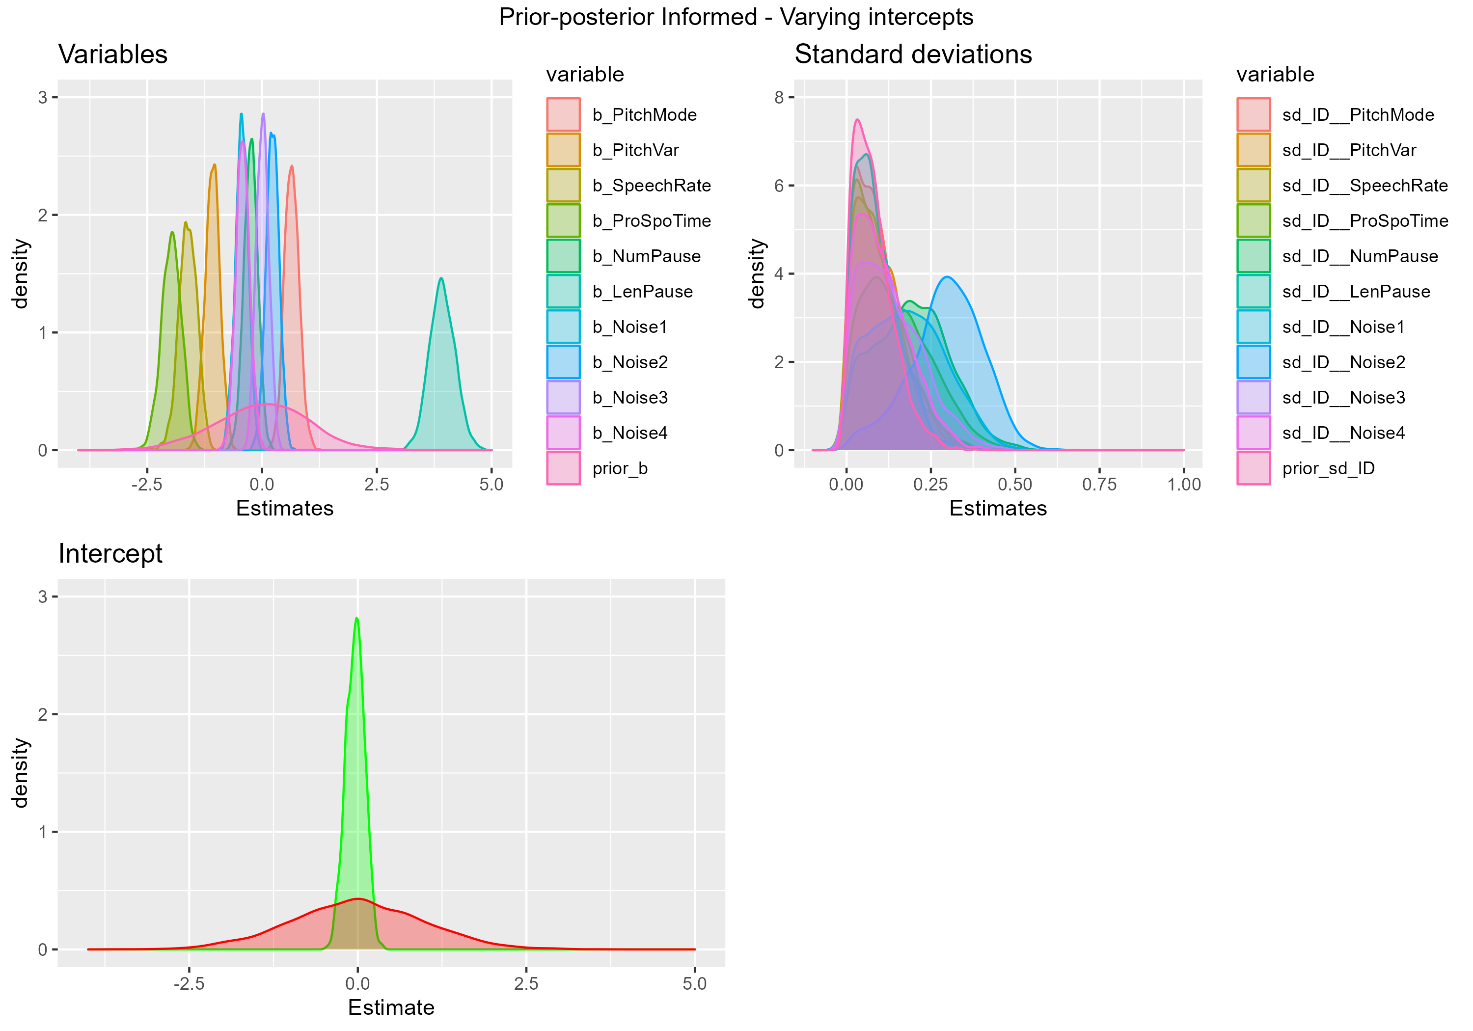 Prior-posterior Informed - Varying intercepts
Variables
3
2
1
0
density
-2.5
0.0
2.5
5.0
Estimates
variable
b_PitchMode
b_PitchVar
b_SpeechRate
b_ProSpoTime
b_NumPause
b_LenPause
b_Noise1
b_Noise2
b_Noise3
b_Noise4
prior_b
Standard deviations
8
6
4
2
0
density
0.00
0.25
0.50
0.75
1.00
Estimates
variable
sd_ID__PitchMode
sd_ID__PitchVar
sd_ID__SpeechRate
sd_ID__ProSpoTime
sd_ID__NumPause
sd_ID__LenPause
sd_ID__Noise1
sd_ID__Noise2
sd_ID__Noise3
sd_ID__Noise4
prior_sd_ID
Intercept
3
2
1
0
density
-2.5
0.0
2.5
5.0
Estimate